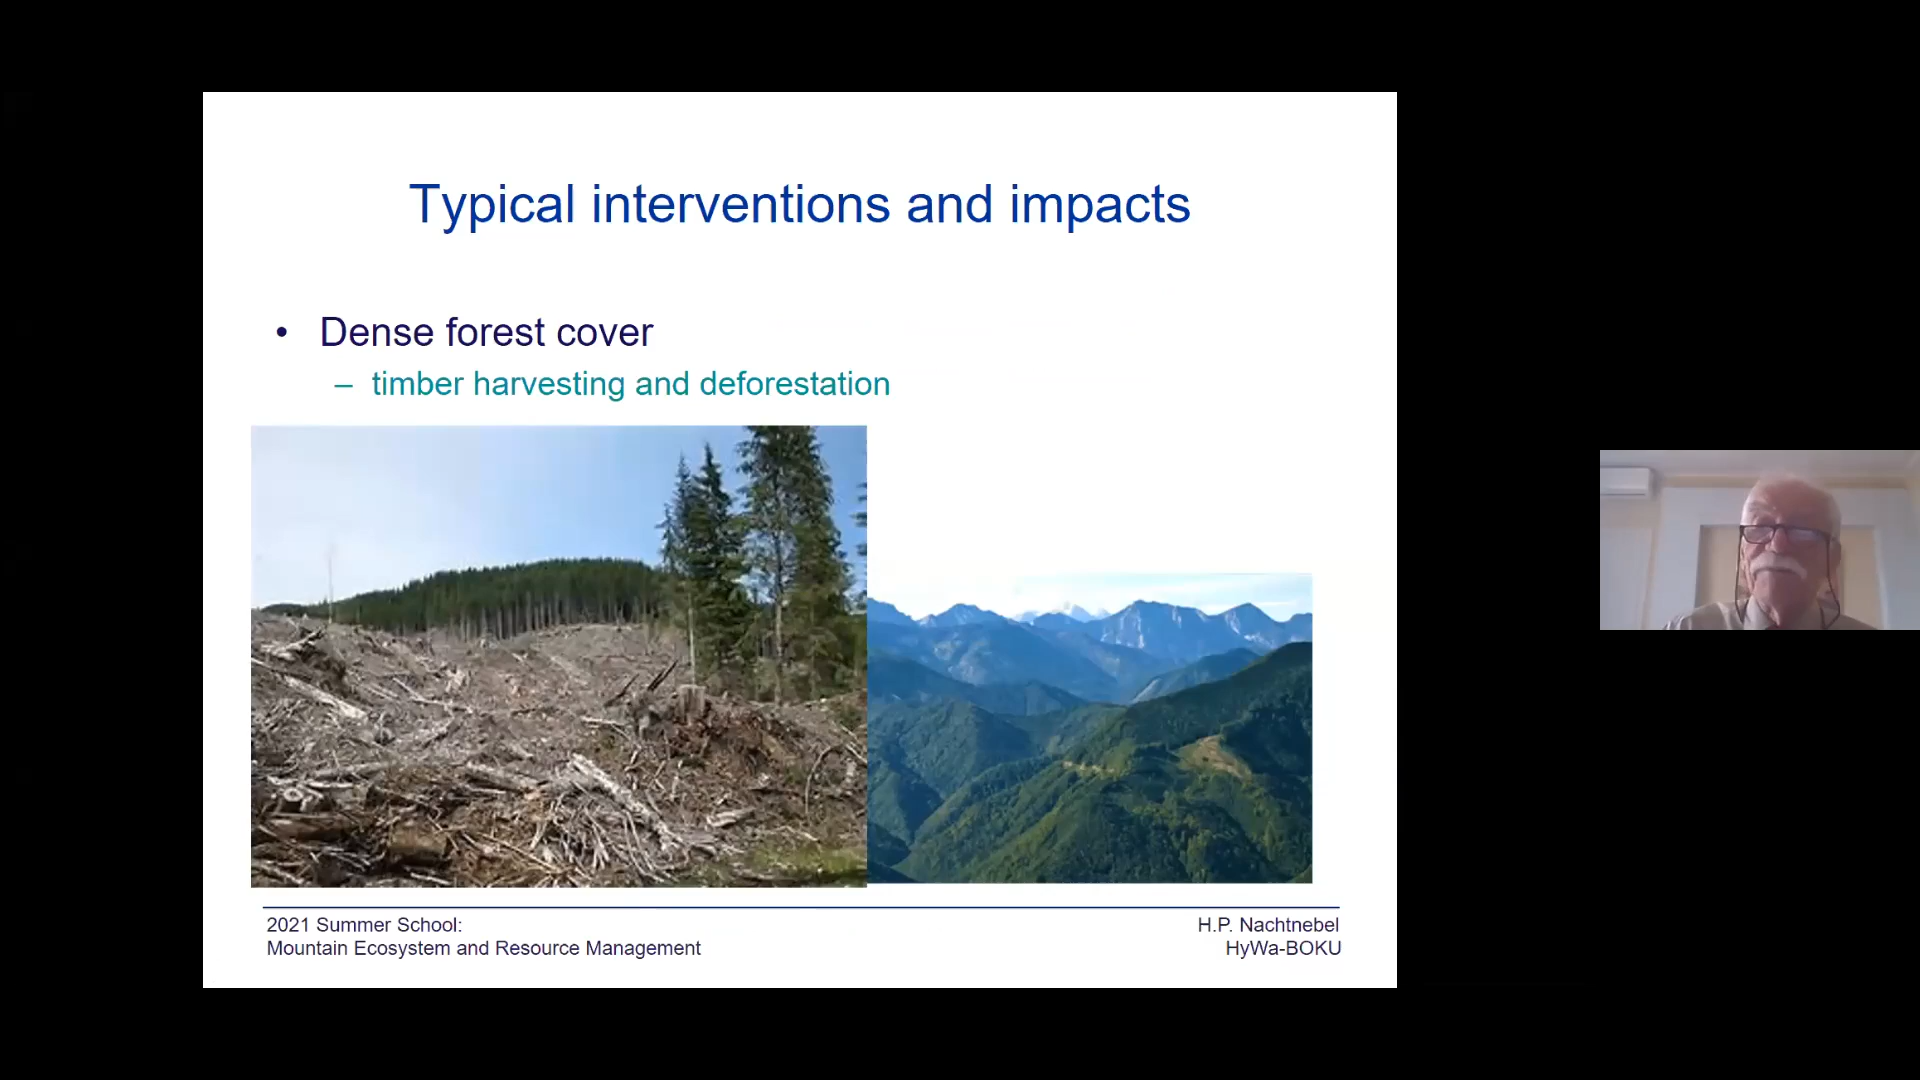 Typical interventions and impacts
• Dense forest cover
– timber harvesting and deforestation
2021 Summer School:
Mountain Ecosystem and Resource Management
H.P. Nachtnebel
HyWa-BOKU